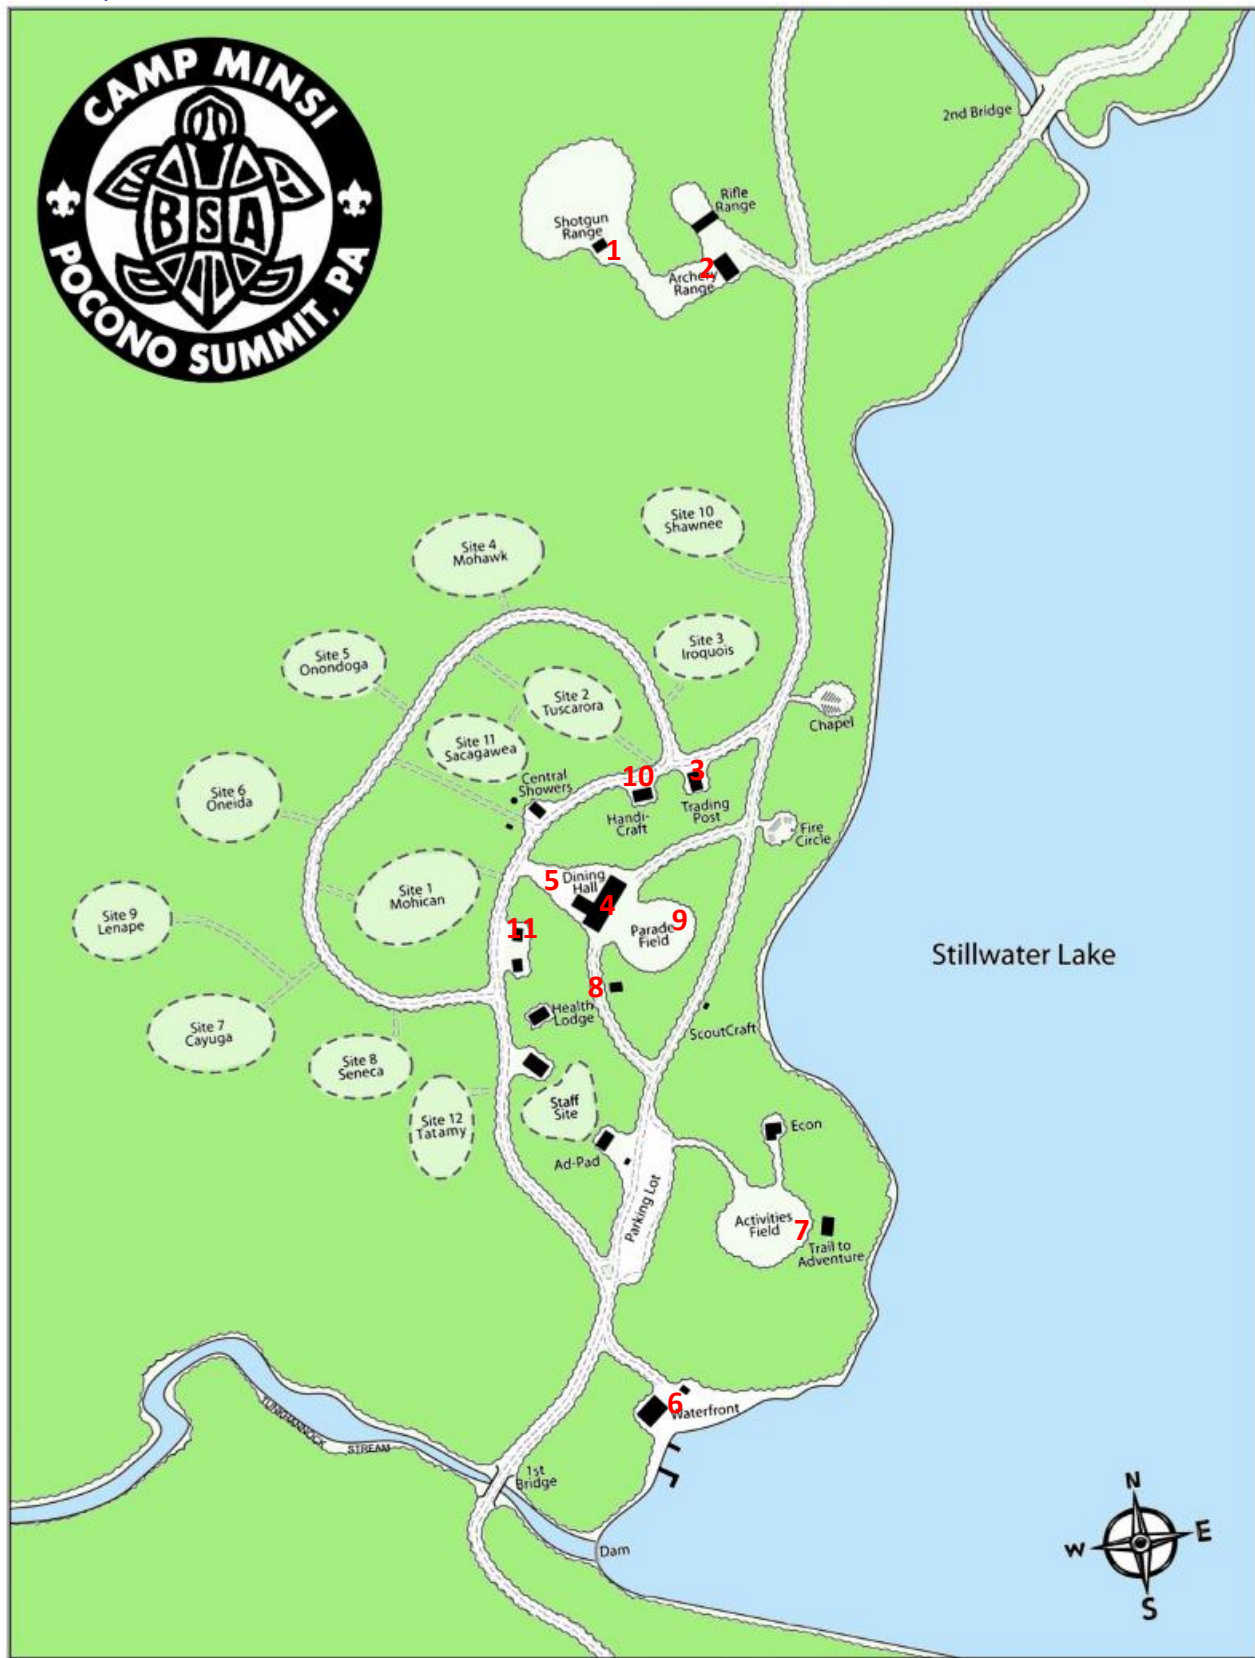 CAMP MINSI
BSA
POCONO SUMMIT, PA
2nd Bridge
Rifle
Range
Shotgun
Range
1
2
Archery
Range
Site 10
Shawnee
Site 4
Mohawk
Site 3
Iroquois
Site 5
Onondoga
Site 2
Tuscarora
Chapel
Site 11
Sacagawea
Site 6
Oneida
Central
Showers
10
3
Handi-
Craft
Trading
Post
Fire
Circle
5
Dining
Hall
4
Site 1
Mohican
Site 9
Lenape
11
Parade
Field
9
Stillwater Lake
8
Health
Lodge
ScoutCraft
Site 7
Cayuga
Site 8
Seneca
Staff
Site
Site 12
Tatamy
Econ
Ad-Pad
Parking Lot
Activities
Field
7
Trail to
Adventure
6
Waterfront
TUNKHANNOCK
STREAM
1st
Bridge
Dam
N
W
E
S